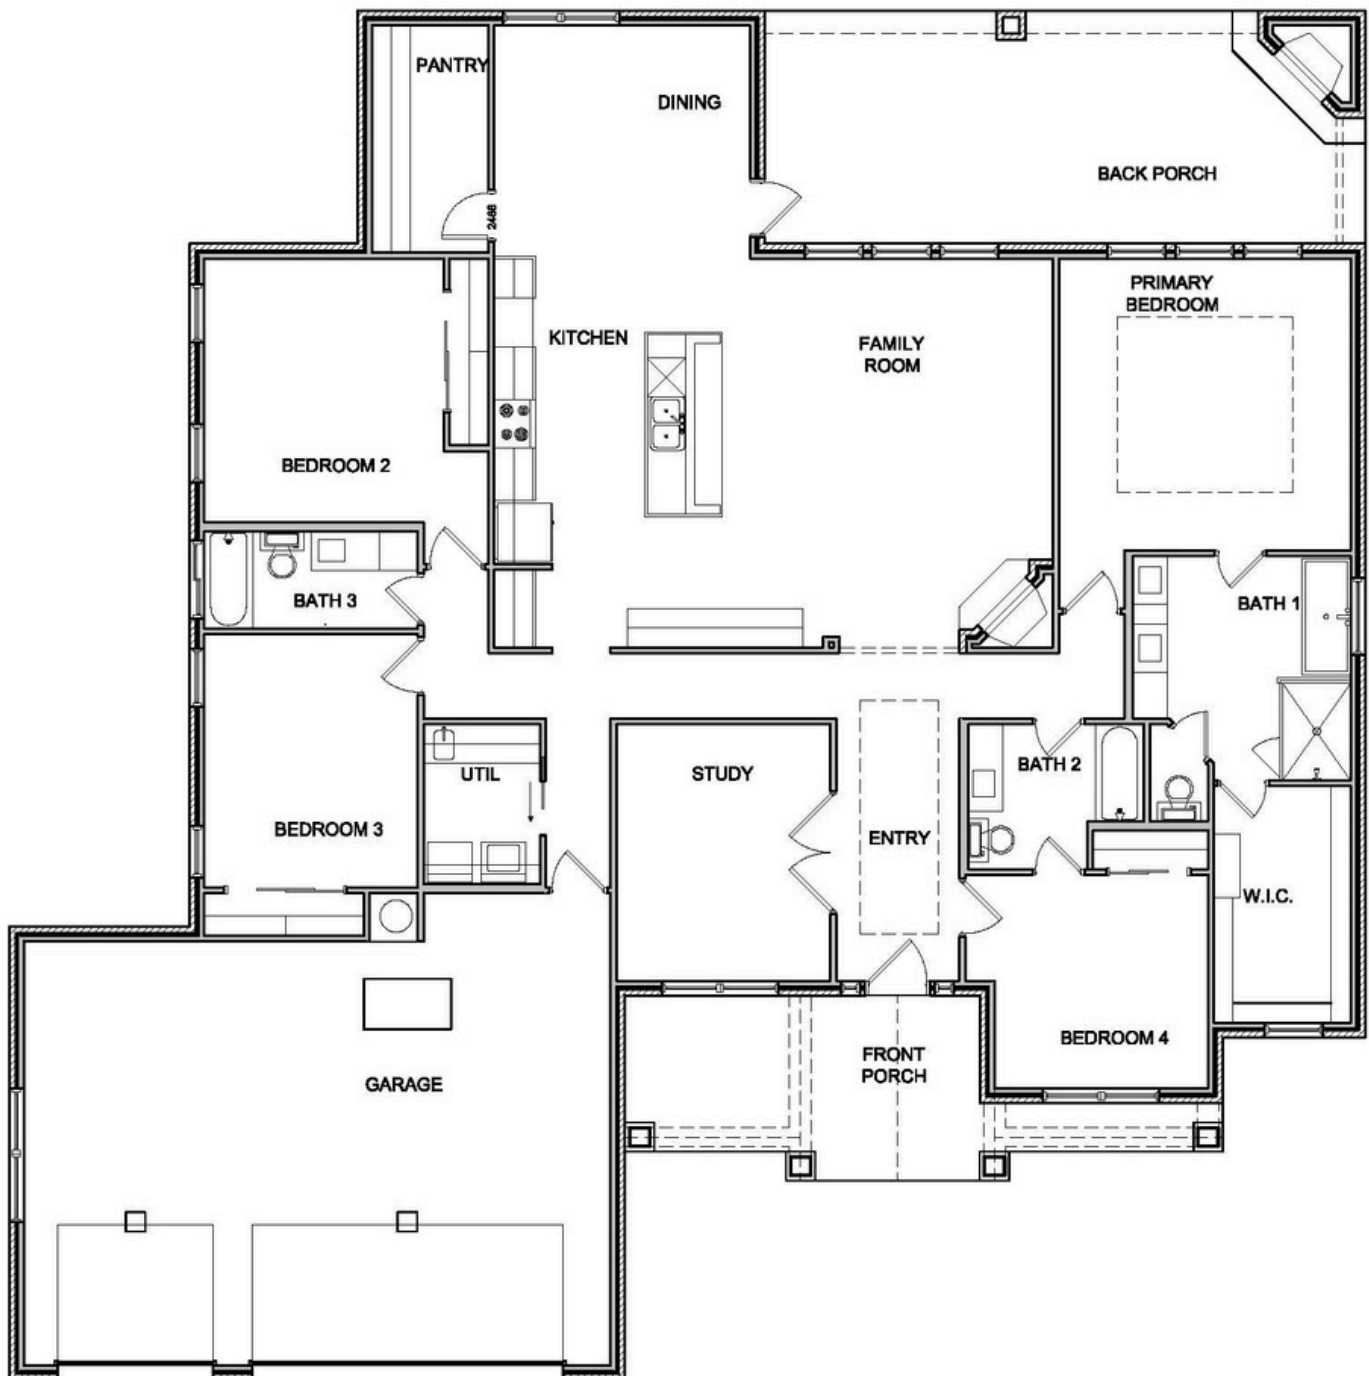 PANTRY
DINING
BACK PORCH
2468
PRIMARY
BEDROOM
KITCHEN
FAMILY
ROOM
BEDROOM 2
BATH 3
BATH 1
UTIL
STUDY
BATH 2
BEDROOM 3
ENTRY
W.I.C.
BEDROOM 4
FRONT
PORCH
GARAGE